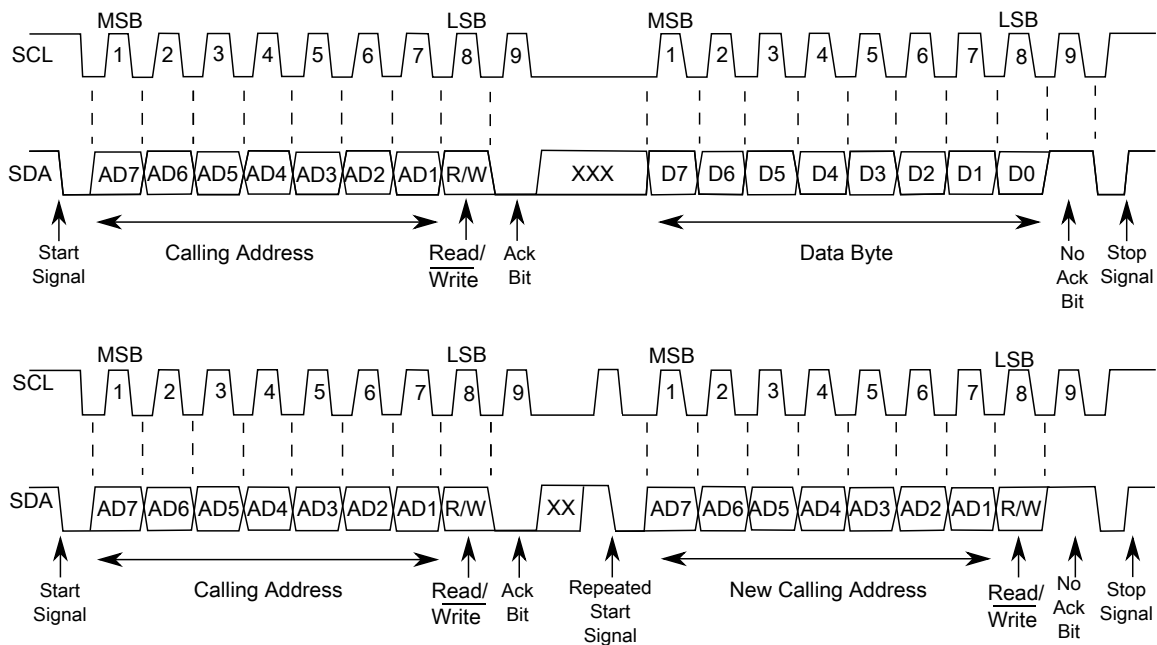 MSB LSB MSB LSB
SCL 1 2 3 4 5 6 7 8 9 1 2 3 4 5 6 7 8 9
SDA AD7 AD6 AD5 AD4 AD3 AD2 AD1 R/W XXX D7 D6 D5 D4 D3 D2 D1 D0
Start
Signal
Calling Address
Read/
Write
Ack
Bit
Data Byte
No
Ack
Bit
Stop
Signal
MSB LSB MSB LSB
SCL 1 2 3 4 5 6 7 8 9 1 2 3 4 5 6 7 8 9
SDA AD7 AD6 AD5 AD4 AD3 AD2 AD1 R/W XX AD7 AD6 AD5 AD4 AD3 AD2 AD1 R/W
Start
Signal
Calling Address
Read/
Write
Ack
Bit
Repeated
Start
Signal
New Calling Address
Read/
Write
No
Ack
Bit
Stop
Signal